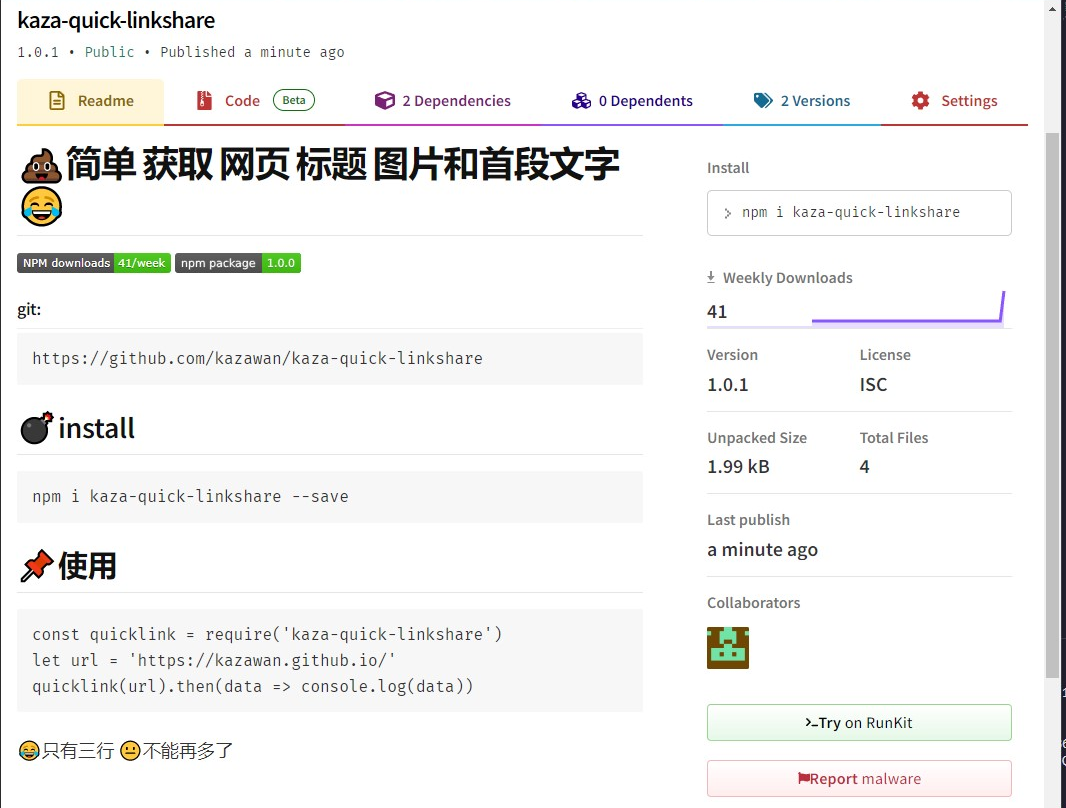 kaza-quick-linkshare
1.0.1 • Public • Published a minute ago
Readme
Code Beta
2 Dependencies
0 Dependents
2 Versions
Settings
💩简单 获取 网页 标题 图片和首段文字
😂
NPM downloads 41/week npm package 1.0.0
git:
https://github.com/kazawan/kaza-quick-linkshare
💣install
npm i kaza-quick-linkshare --save
📌使用
const quicklink = require('kaza-quick-linkshare')
let url = 'https://kazawan.github.io/'
quicklink(url).then(data => console.log(data))
😂只有三行 😐不能再多了
Install
> npm i kaza-quick-linkshare
Weekly Downloads
41
Version
1.0.1
License
ISC
Unpacked Size
1.99 kB
Total Files
4
Last publish
a minute ago
Collaborators
Try on RunKit
Report malware